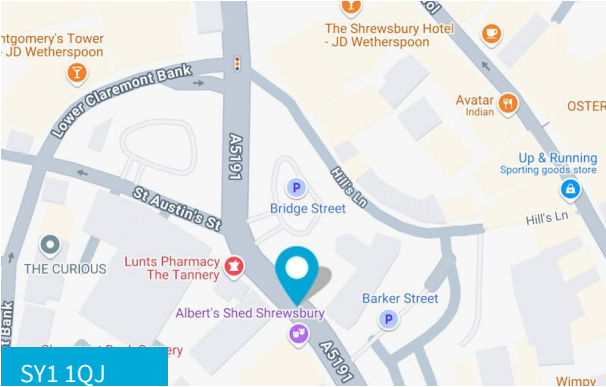 ntgomery's Tower
- JD Wetherspoon
The Shrewsbury Hotel
- JD Wetherspoon
Lower Claremont Bank
Avatar
Indian
OSTER
A5191
Hill's Ln
Up & Running
Sporting goods store
P
Bridge Street
St Austin's St
Hill's Ln
THE CURIOUS
Lunts Pharmacy
The Tannery
Albert's Shed Shrewsbury
Barker Street
P
t Bank
A5191
SY1 1QJ
Wimpy